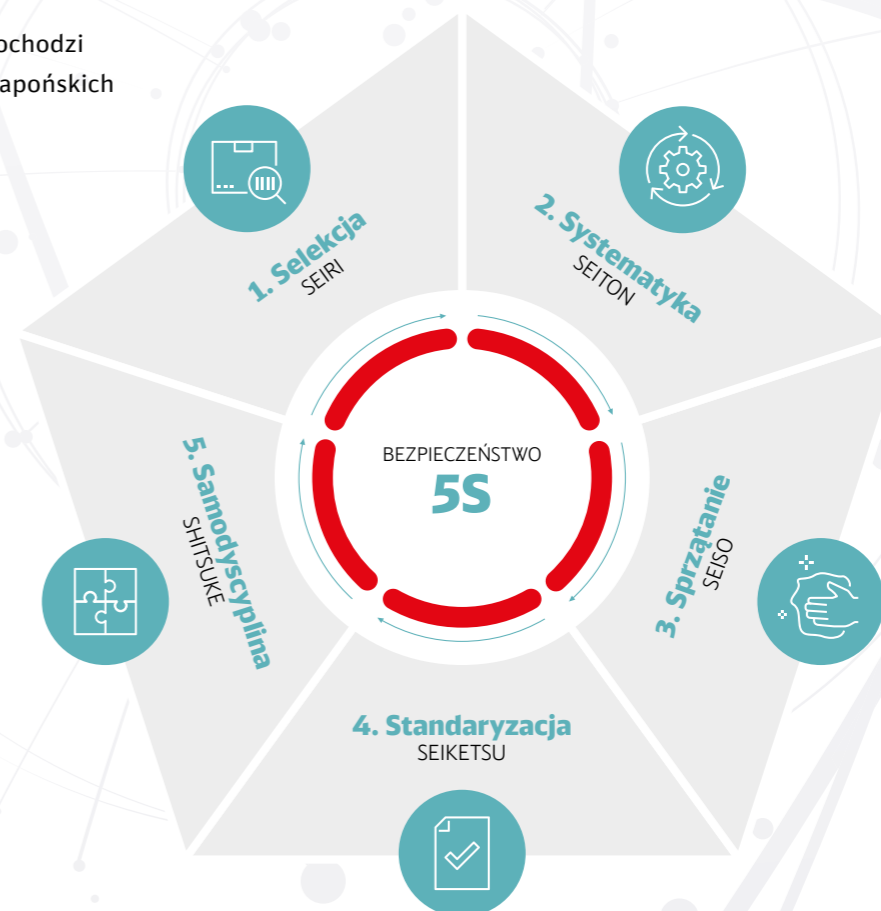 ochodzi
apońskich
1. Selekcja
SEIRI
2. Systematyka
SEITON
3. Sprzątanie
SEISO
4. Standaryzacja
SEIKETSU
5. Samodyscyplina
SHITSUKE
BEZPIECZEŃSTWO
5S